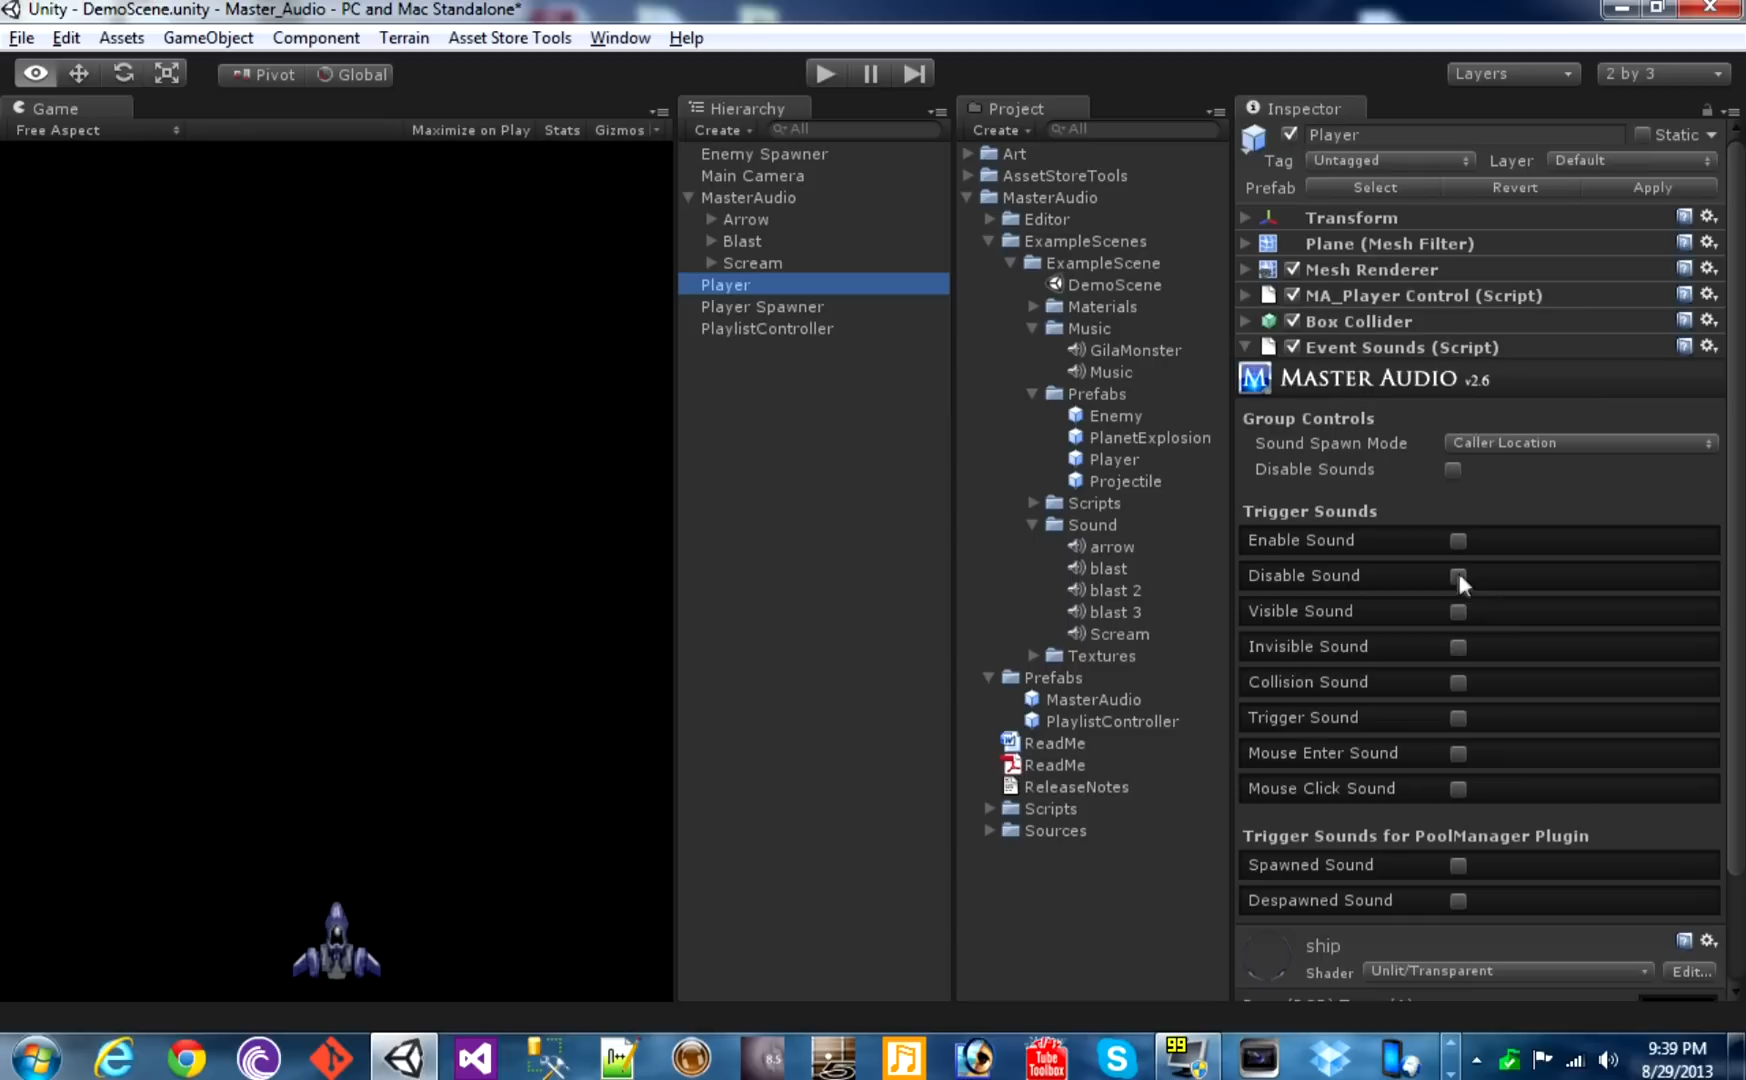 Unity - DemoScene.unity - Master_Audio - PC and Mac Standalone*
File Edit Assets GameObject Component Terrain Asset Store Tools Window Help
Pivot Global Layers 2 by 3
Game
Free Aspect Maximize on Play Stats Gizmos
Hierarchy
Create All
Enemy Spawner
Main Camera
MasterAudio
Arrow
Blast
Scream
Player
Player Spawner
PlaylistController
Project
Create All
Art
AssetStoreTools
MasterAudio
Editor
ExampleScenes
ExampleScene
DemoScene
Materials
Music
GilaMonster
Music
Prefabs
Enemy
PlanetExplosion
Player
Projectile
Scripts
Sound
arrow
blast
blast 2
blast 3
Scream
Textures
Prefabs
MasterAudio
PlaylistController
ReadMe
ReadMe
ReleaseNotes
Scripts
Sources
Inspector
Player Static
Tag Untagged Layer Default
Prefab Select Revert Apply
Transform
Plane (Mesh Filter)
Mesh Renderer
MA_Player Control (Script)
Box Collider
Event Sounds (Script)
M MASTER AUDIO v2.6
Group Controls
Sound Spawn Mode Caller Location
Disable Sounds
Trigger Sounds
Enable Sound
Disable Sound
Visible Sound
Invisible Sound
Collision Sound
Trigger Sound
Mouse Enter Sound
Mouse Click Sound
Trigger Sounds for PoolManager Plugin
Spawned Sound
Despawned Sound
ship
Shader Unlit/Transparent Edit...
N++
8.5
Tube Toolbox
99
9:39 PM
8/29/2013